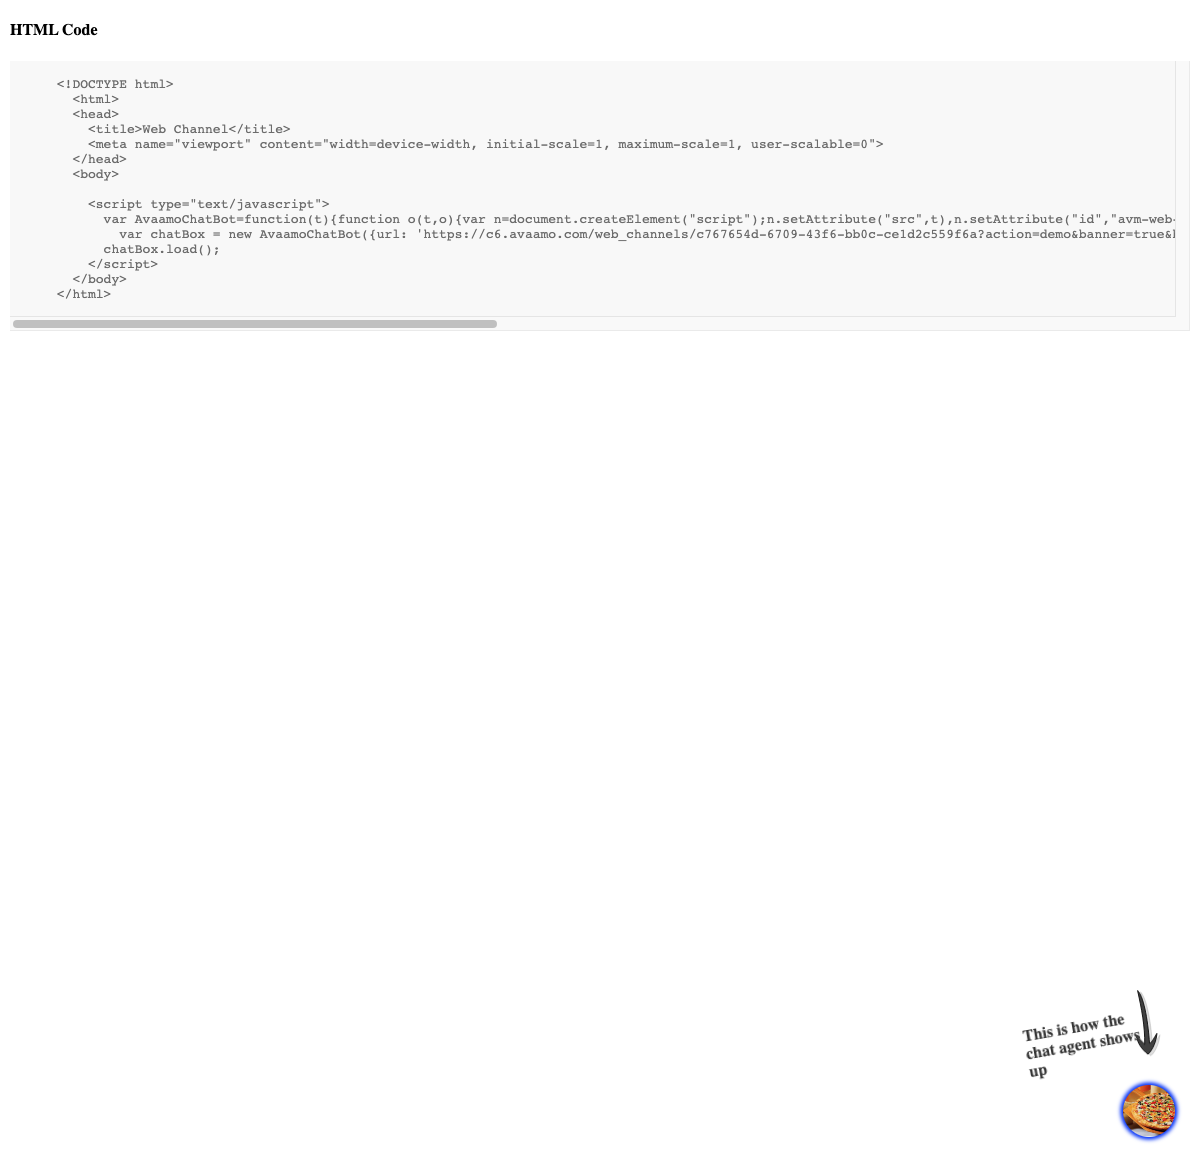 HTML Code
<!DOCTYPE html>
<html>
<head>
<title>Web Channel</title>
<meta name="viewport" content="width=device-width, initial-scale=1, maximum-scale=1, user-scalable=0">
</head>
<body>
<script type="text/javascript">
var AvaamoChatBot=function(t){function o(t,o){var n=document.createElement("script");n.setAttribute("src",t),n.setAttribute("id","avm-web-
var chatBox = new AvaamoChatBot({url: 'https://c6.avaamo.com/web_channels/c767654d-6709-43f6-bb0c-ce1d2c559f6a?action=demo&banner=true&
chatBox.load();
</script>
</body>
</html>
This is how the
chat agent shows
up